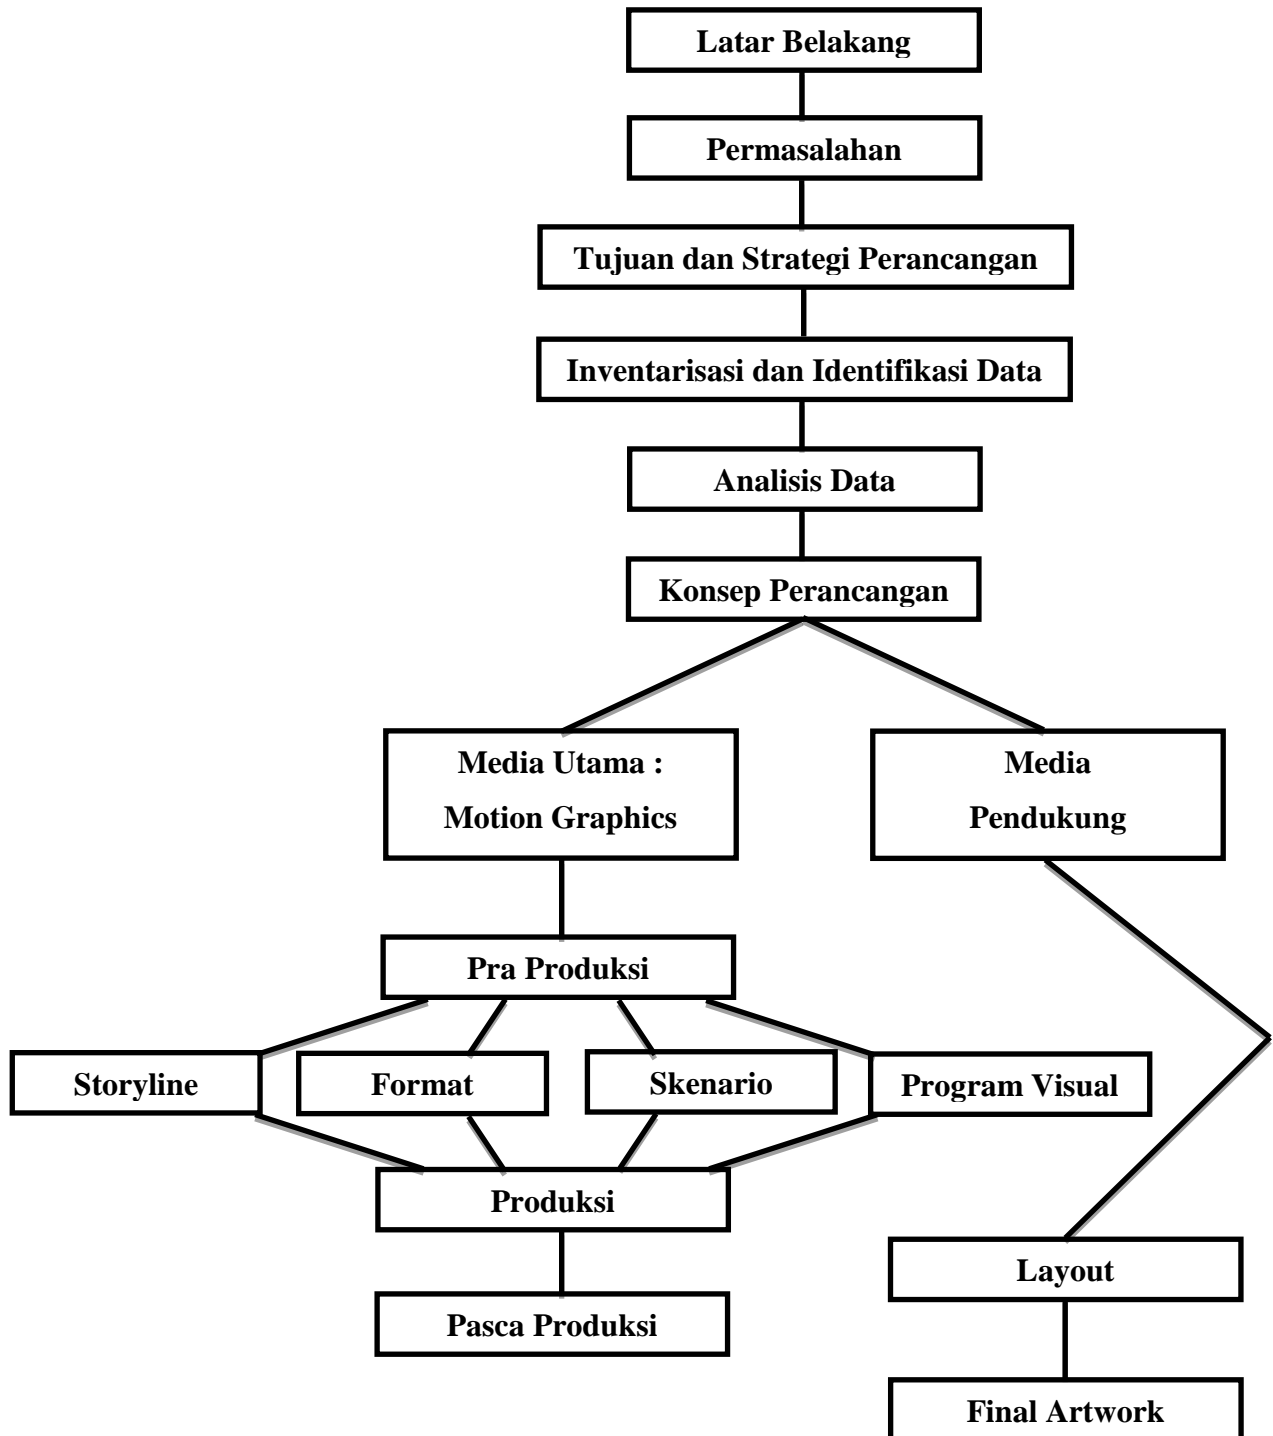 Latar Belakang
Permasalahan
Tujuan dan Strategi Perancangan
Inventarisasi dan Identifikasi Data
Analisis Data
Konsep Perancangan
Media Utama :
Motion Graphics
Media
Pendukung
Pra Produksi
Storyline
Format
Skenario
Program Visual
Produksi
Layout
Pasca Produksi
Final Artwork